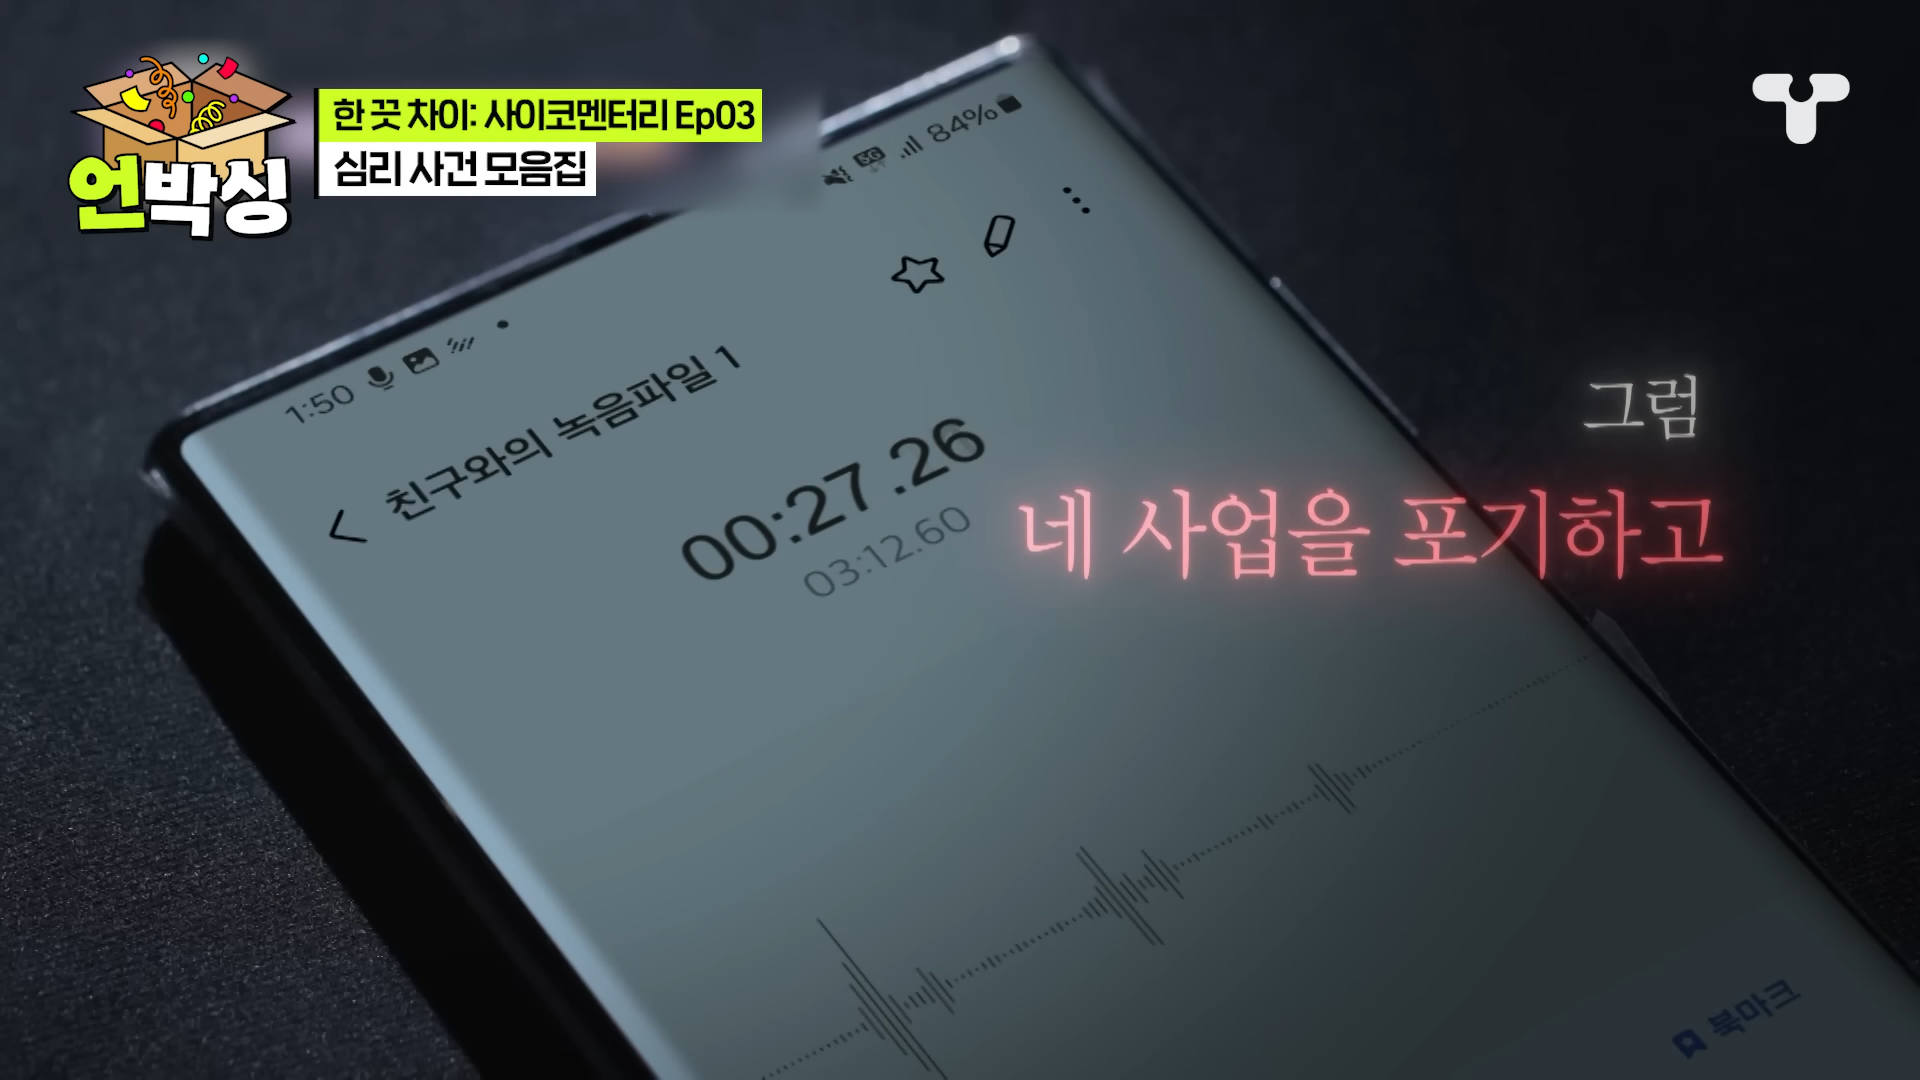 언박싱
한 끗 차이: 사이코멘터리 Ep03
심리 사건 모음집
1:50
5G
84%
친구와의 녹음파일 1
00:27.26
03:12.60
그럼
네 사업을 포기하고
북마크